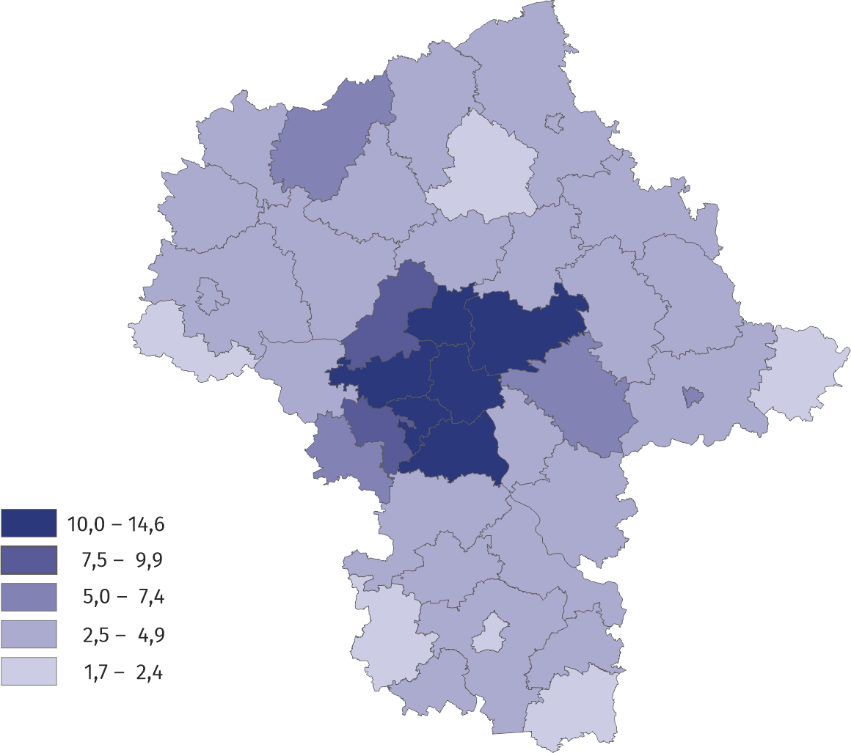 10,0 – 14,6
7,5 – 9,9
5,0 – 7,4
2,5 – 4,9
1,7 – 2,4